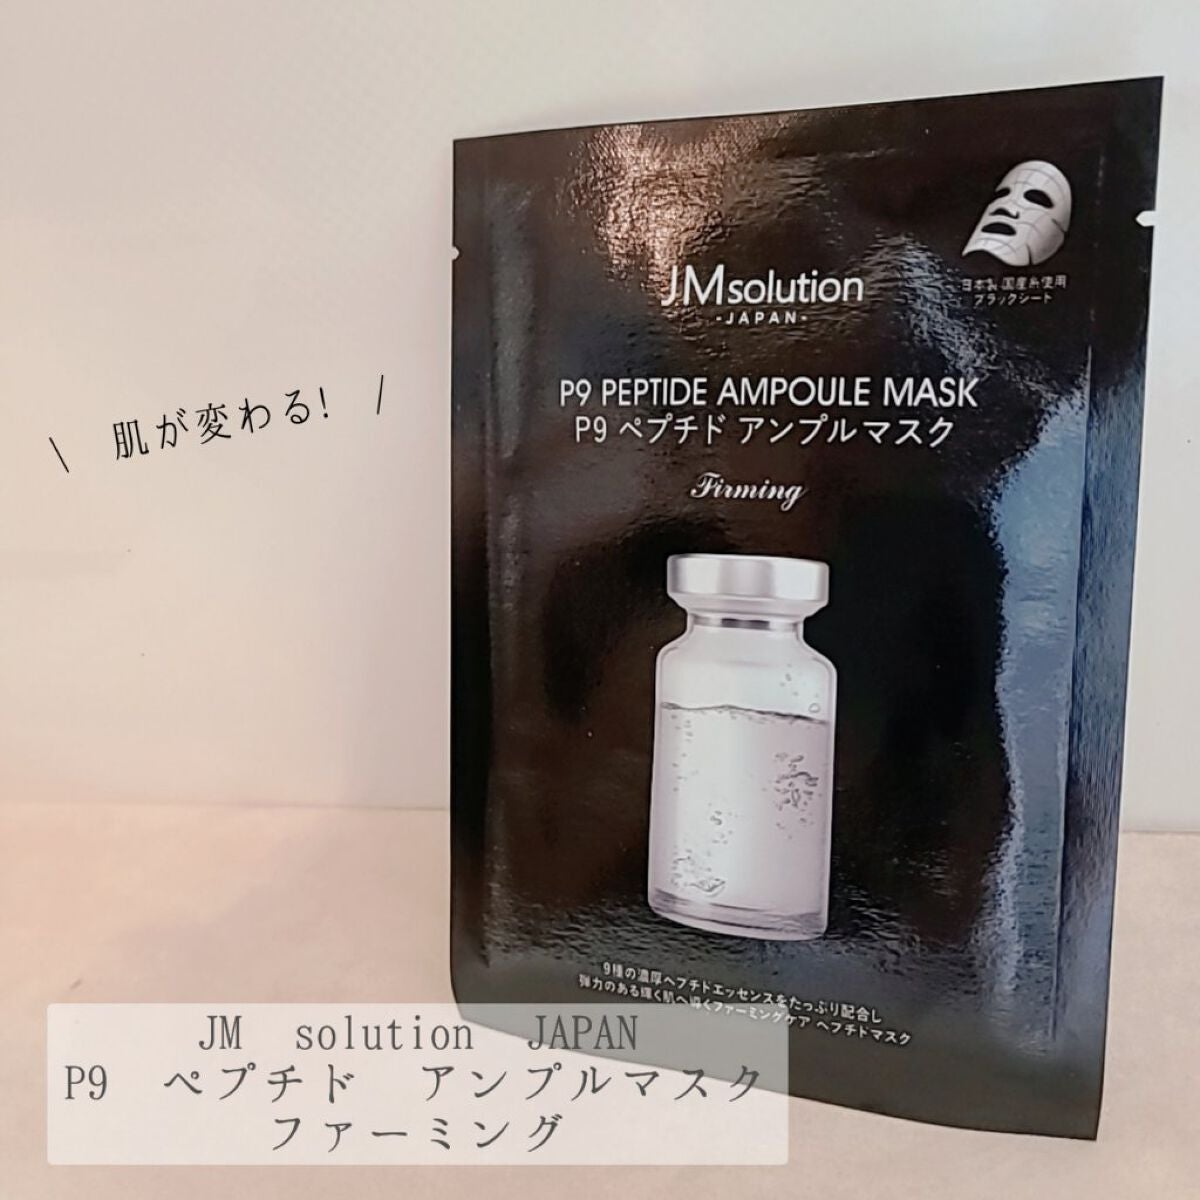 JMsolution
-JAPAN-
日本製 国産糸使用
ブラックシート
P9 PEPTIDE AMPOULE MASK
P9 ペプチド アンプルマスク
Firming
\ 肌が変わる! /
9種の濃厚ペプチドエッセンスをたっぷり配合し
弾力のある輝く肌へ導くファーミングケア ペプチドマスク
JM solution JAPAN
P9 ペプチド アンプルマスク
ファーミング